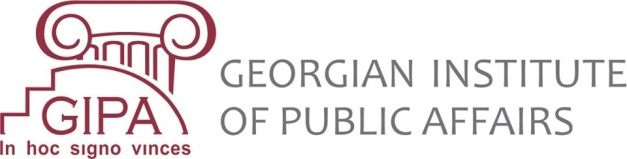 GIPA
In hoc signo vinces
GEORGIAN INSTITUTE
OF PUBLIC AFFAIRS